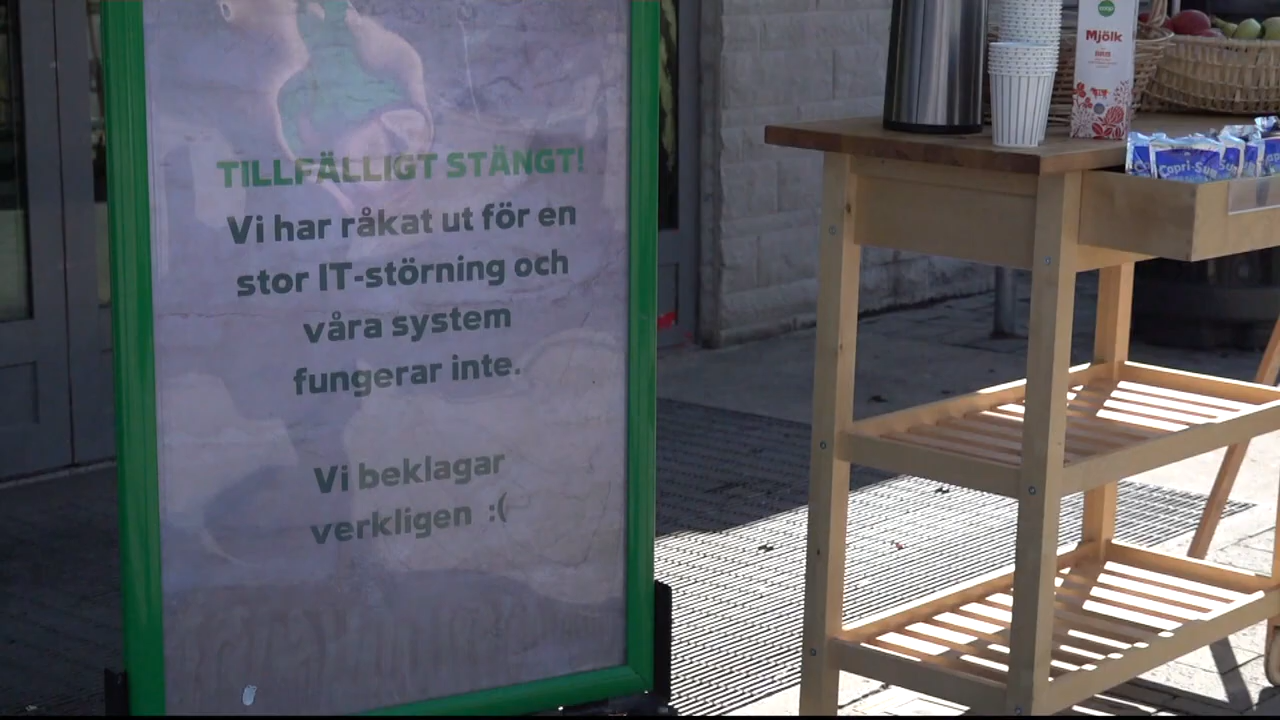 TILLFÄLLIGT STÄNGT!
Vi har råkat ut för en
stor IT-störning och
våra system
fungerar inte.
Vi beklagar
verkligen :(
coop
Mjölk
Capri-Sun